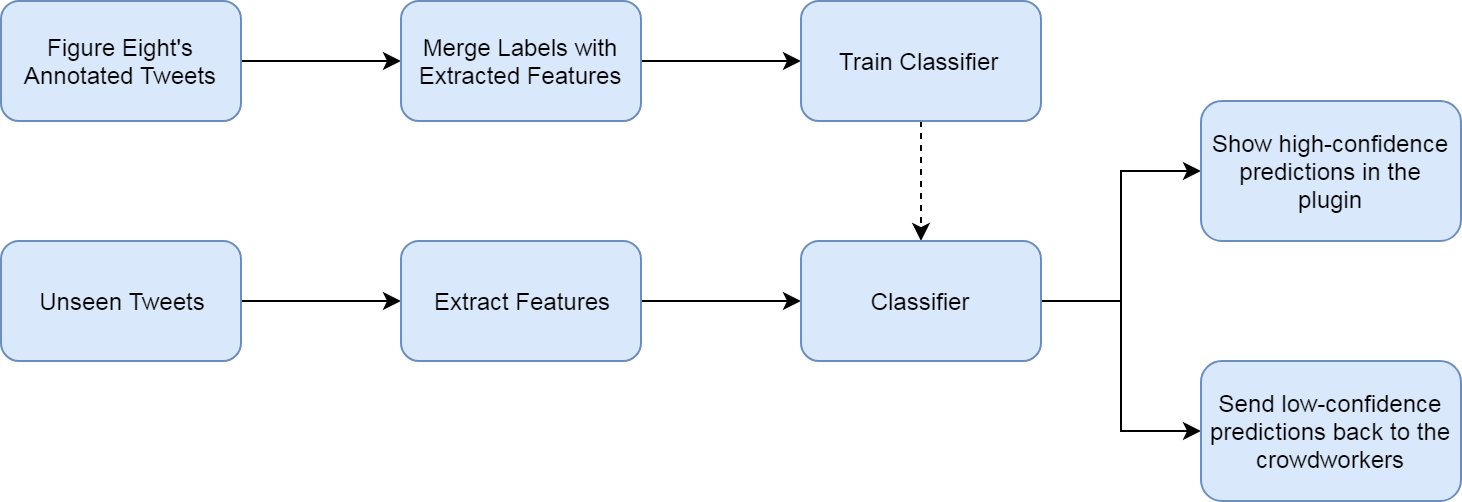 Figure Eight's
Annotated Tweets
Merge Labels with
Extracted Features
Train Classifier
Show high-confidence
predictions in the
plugin
Unseen Tweets
Extract Features
Classifier
Send low-confidence
predictions back to the
crowdworkers